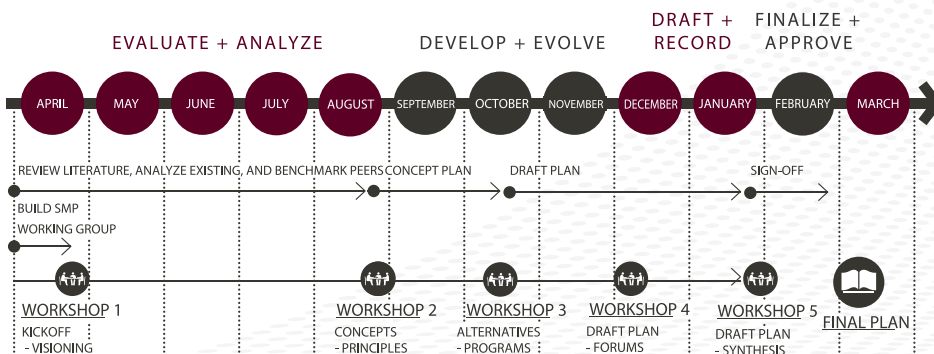 EVALUATE + ANALYZE
DEVELOP + EVOLVE
DRAFT +
RECORD
FINALIZE +
APPROVE
APRIL
MAY
JUNE
JULY
AUGUST
SEPTEMBER
OCTOBER
NOVEMBER
DECEMBER
JANUARY
FEBRUARY
MARCH
REVIEW LITERATURE, ANALYZE EXISTING, AND BENCHMARK PEERS
CONCEPT PLAN
DRAFT PLAN
SIGN-OFF
BUILD SMP
WORKING GROUP
WORKSHOP 1
KICKOFF
- VISIONING
WORKSHOP 2
CONCEPTS
- PRINCIPLES
WORKSHOP 3
ALTERNATIVES
- PROGRAMS
WORKSHOP 4
DRAFT PLAN
- FORUMS
WORKSHOP 5
DRAFT PLAN
- SYNTHESIS
FINAL PLAN